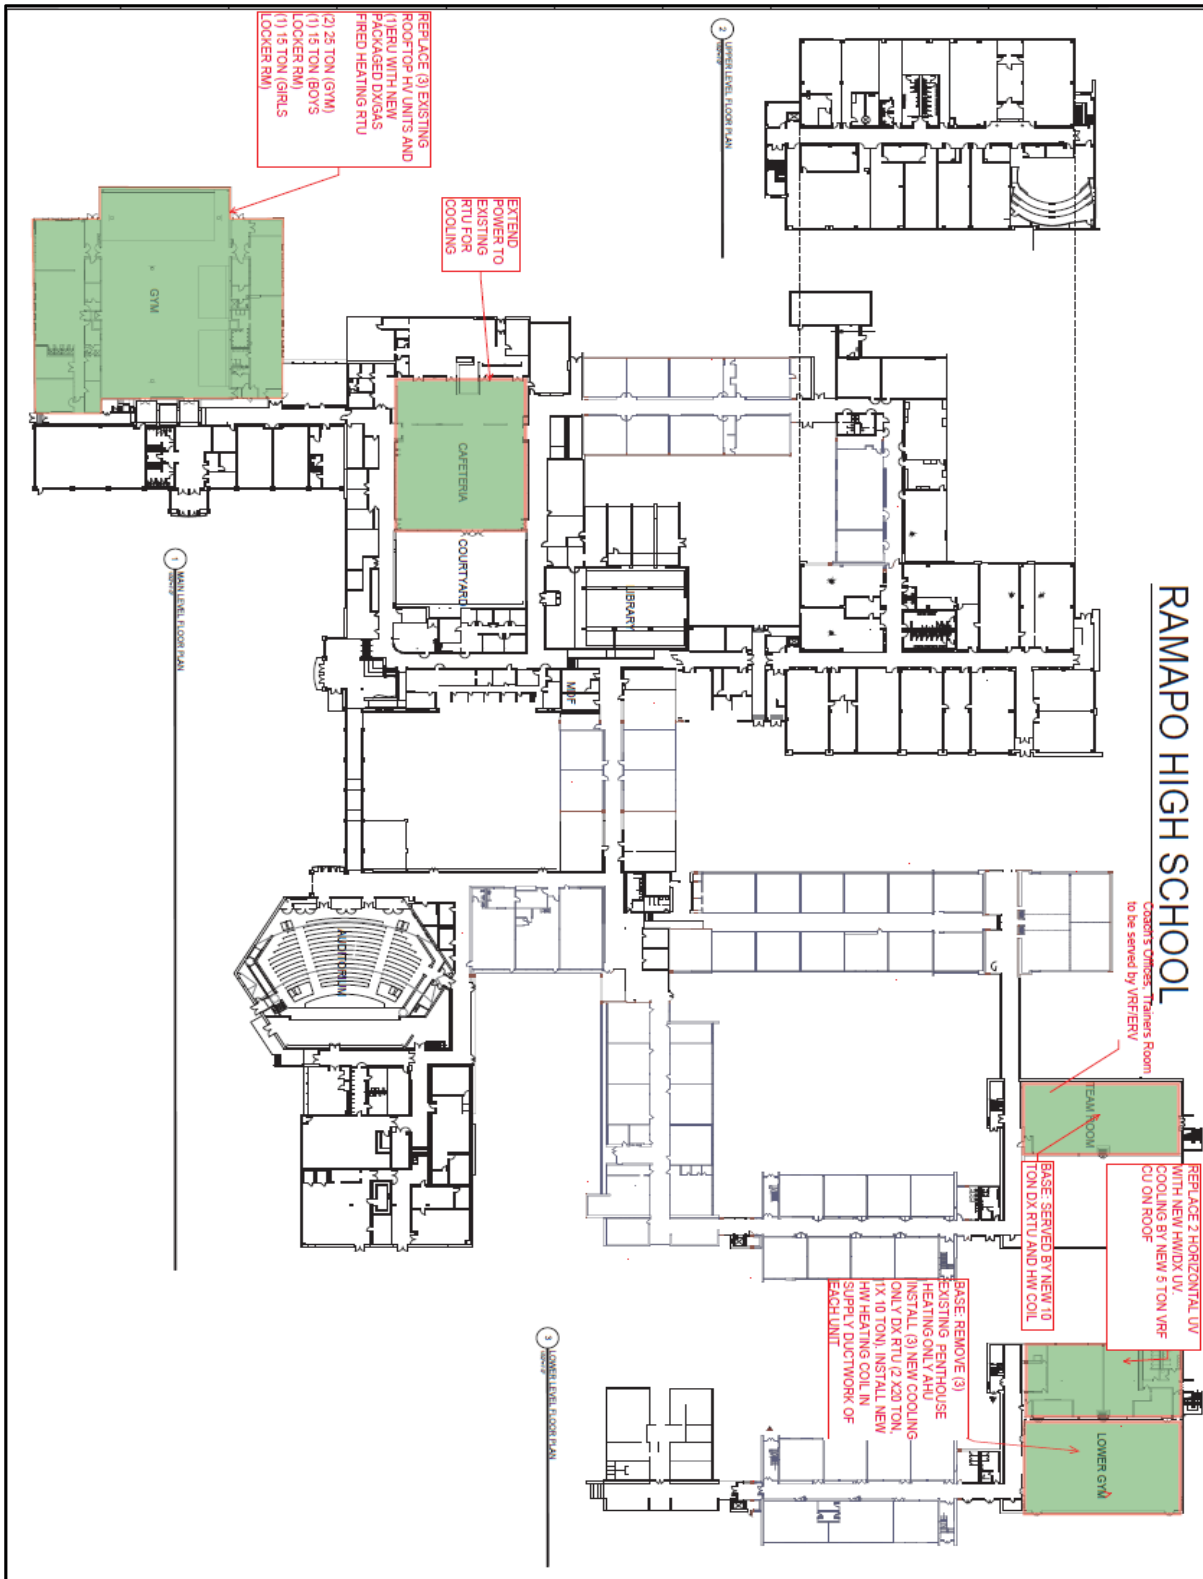 RAMAPO HIGH SCHOOL
Coach's Offices, Trainers Room
to be served by VRF/ERV
TEAM ROOM
BASE: SERVED BY NEW 10
TON DX RTU AND HW COIL
REPLACE 2 HORIZONTAL UV
WITH NEW HW/DX UV.
COOLING BY NEW 5 TON VRF
CU ON ROOF
LOWER GYM
BASE: REMOVE (3)
EXISTING PENTHOUSE
HEATING ONLY AHU
INSTALL (3) NEW COOLING
ONLY DX RTU (2 X20 TON,
1X 10 TON). INSTALL NEW
HW HEATING COIL IN
SUPPLY DUCTWORK OF
EACH UNIT
2
UPPER LEVEL FLOOR PLAN
EXTEND
POWER TO
EXISTING
RTU FOR
COOLING
REPLACE (3) EXISTING
ROOFTOP HV UNITS AND
(1)ERU WITH NEW
PACKAGED DX/GAS
FIRED HEATING RTU
(2) 25 TON (GYM)
(1) 15 TON (BOYS
LOCKER RM)
(1) 15 TON (GIRLS
LOCKER RM)
GYM
CAFETERIA
COURTYARD
LIBRARY
MDF
AUDITORIUM
1
MAIN LEVEL FLOOR PLAN
3
LOWER LEVEL FLOOR PLAN